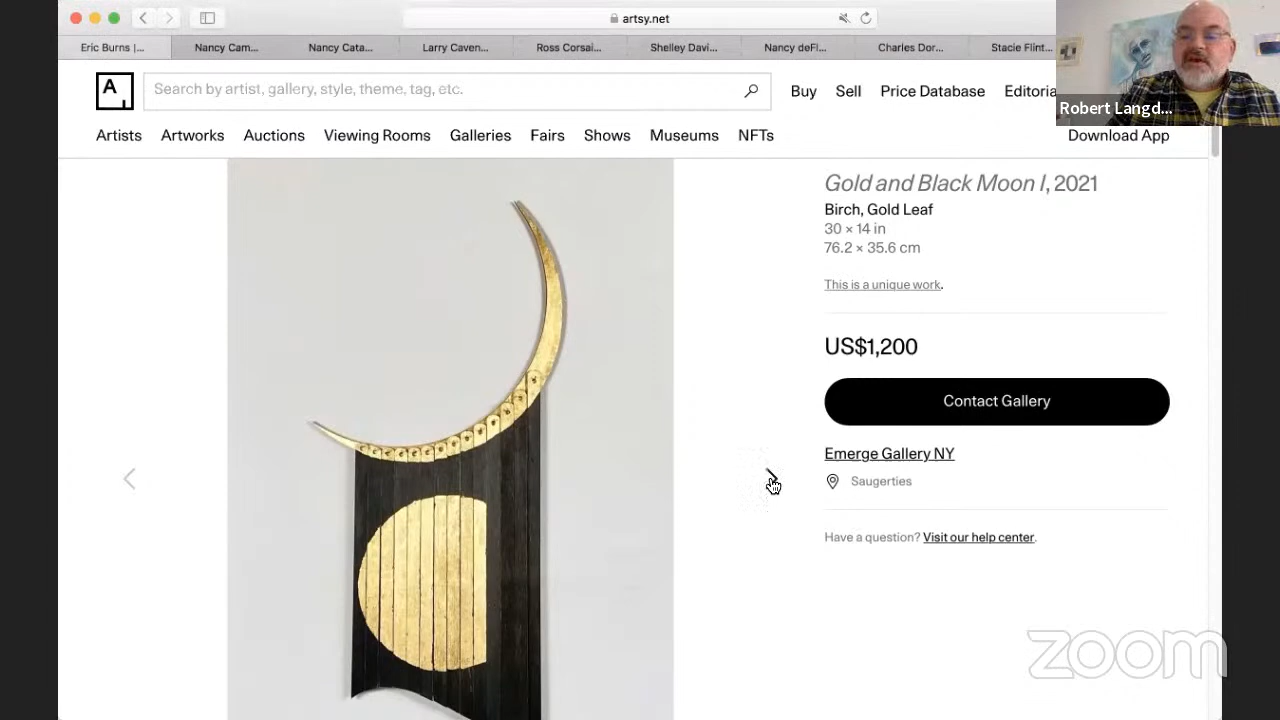 artsy.net
Eric Burns |...
Nancy Cam...
Nancy Cata...
Larry Caven...
Ross Corsai...
Shelley Davi...
Nancy deFl...
Charles Dor...
Stacie Flint...
A
Search by artist, gallery, style, theme, tag, etc.
Buy
Sell
Price Database
Editoria
Robert Langd...
Artists
Artworks
Auctions
Viewing Rooms
Galleries
Fairs
Shows
Museums
NFTs
Download App
Gold and Black Moon I, 2021
Birch, Gold Leaf
30 × 14 in
76.2 × 35.6 cm
This is a unique work.
US$1,200
Contact Gallery
Emerge Gallery NY
Saugerties
Have a question? Visit our help center.
zoom